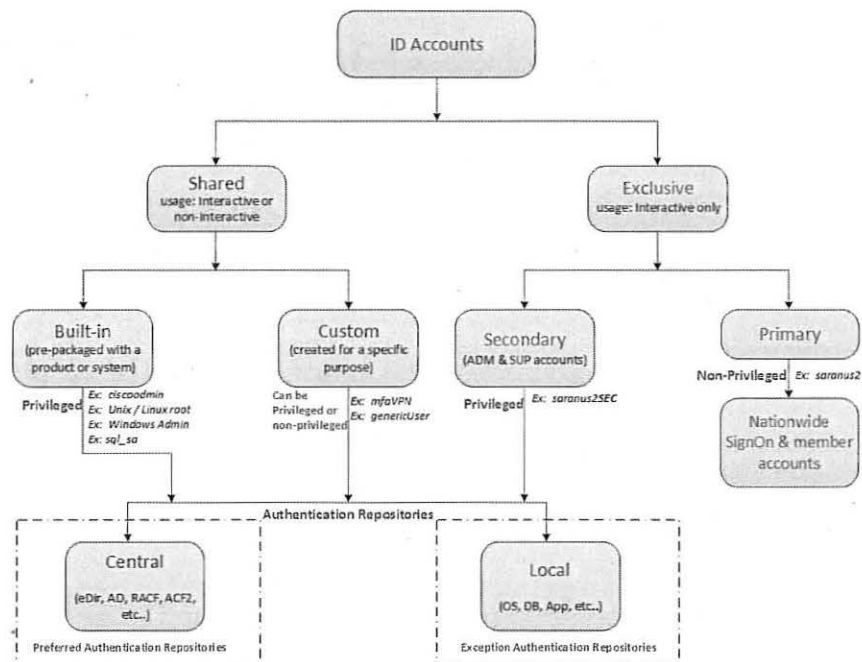 ID Accounts
Shared
usage: Interactive or
non-Interactive
Exclusive
usage: Interactive only
Built-in
(pre-packaged with a
product or system)
Custom
(created for a specific
purpose)
Secondary
(ADM & SUP accounts)
Primary
Privileged
Ex: ciscoadmin
Ex: Unix / Linux root
Ex: Windows Admin
Ex: sql_sa
Can be
Privileged or
non-privileged
Ex: mfaVPN
Ex: genericUser
Privileged
Ex: saranus2SEC
Non-Privileged
Ex: saranus2
Nationwide
SignOn & member
accounts
Authentication Repositories
Central
(eDir, AD, RACF, ACF2,
etc..)
Preferred Authentication Repositories
Local
(OS, DB, App, etc..)
Exception Authentication Repositories